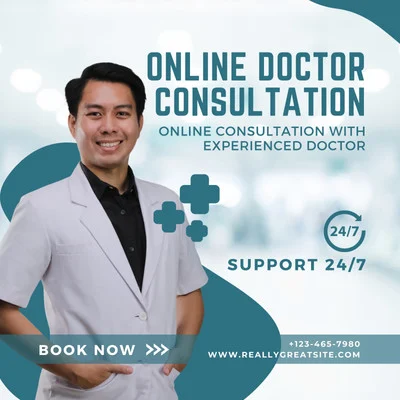 ONLINE DOCTOR
CONSULTATION
ONLINE CONSULTATION WITH
EXPERIENCED DOCTOR
24/7
SUPPORT 24/7
BOOK NOW
+123-465-7980
WWW.REALLYGREATSITE.COM